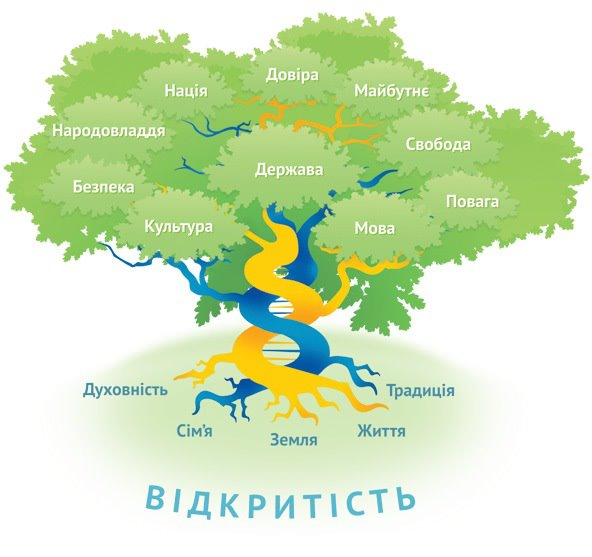 Довіра
Нація
Майбутнє
Народовладдя
Свобода
Держава
Безпека
Повага
Культура
Мова
Духовність
Традиція
Сім'я
Земля
Життя
ВІДКРИТІСТЬ